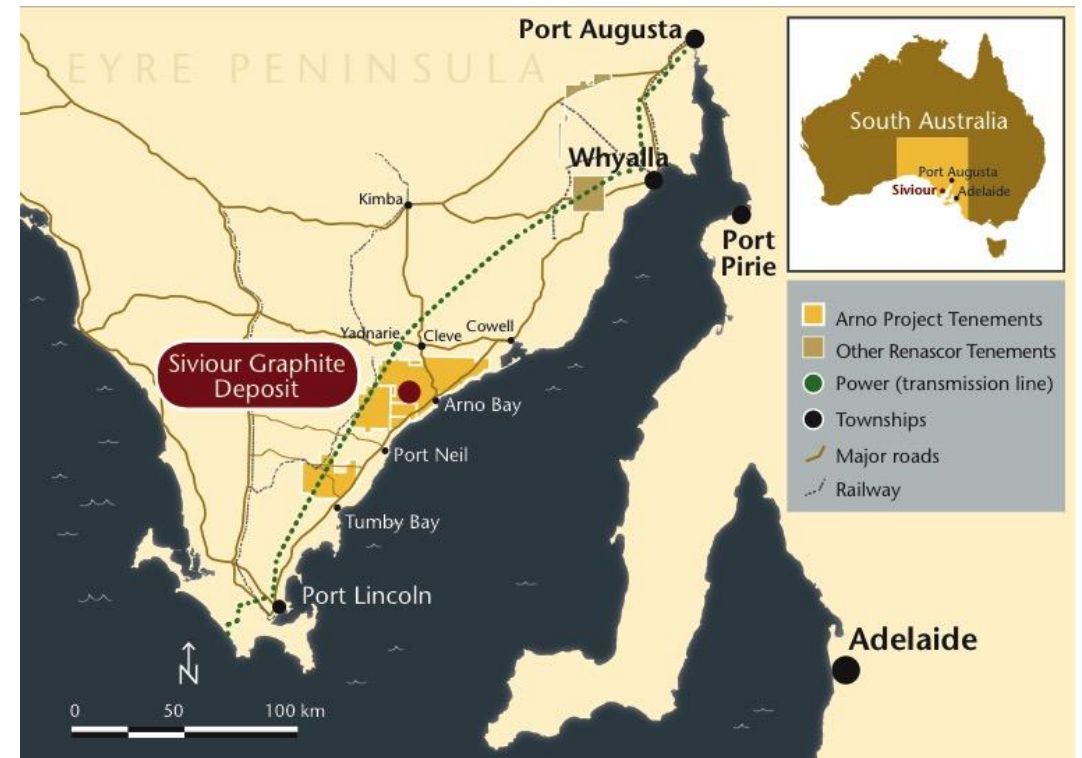 EYRE PENINSULA
Port Augusta
Whyalla
Kimba
Port
Pirie
Yadnarie
Cleve
Cowell
Siviour Graphite
Deposit
Arno Bay
Port Neil
Tumby Bay
Port Lincoln
Adelaide
N
0 50 100 km
South Australia
Port Augusta
Siviour
Adelaide
Arno Project Tenements
Other Renascor Tenements
Power (transmission line)
Townships
Major roads
Railway